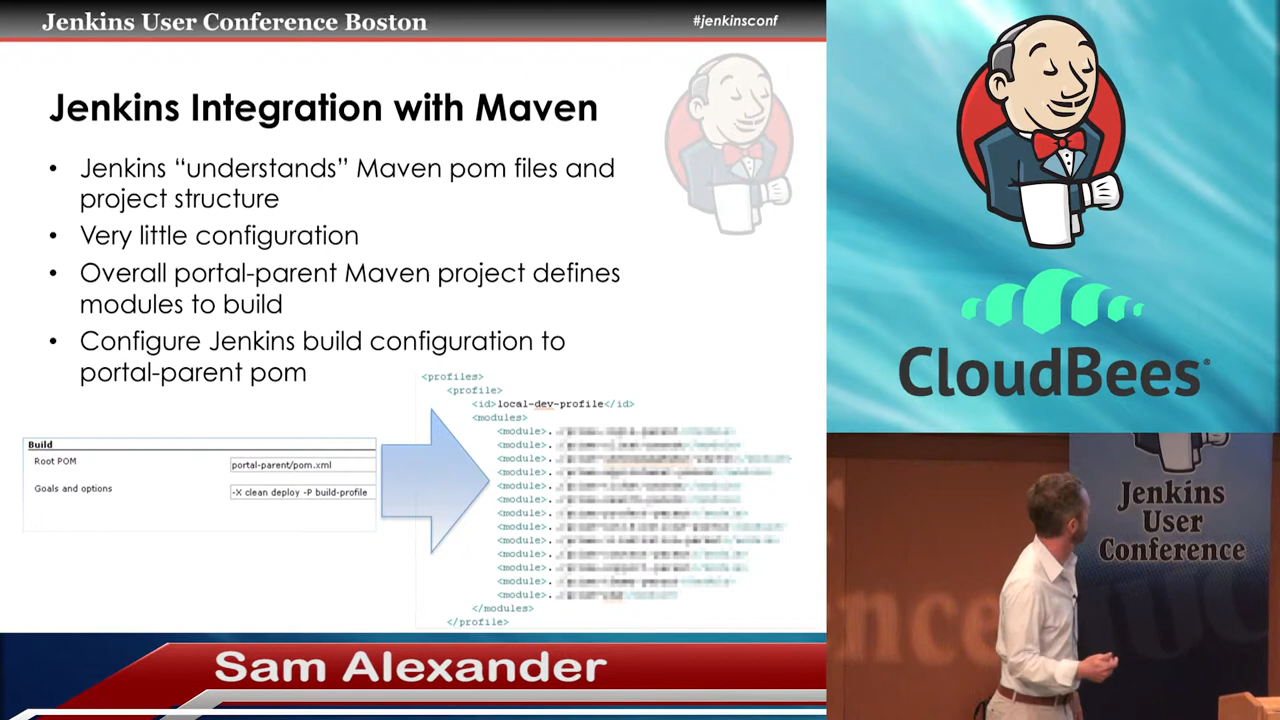 Jenkins User Conference Boston
#jenkinsconf
Jenkins Integration with Maven
• Jenkins “understands” Maven pom files and
project structure
• Very little configuration
• Overall portal-parent Maven project defines
modules to build
• Configure Jenkins build configuration to
portal-parent pom
Build
Root POM
portal-parent/pom.xml
Goals and options
-X clean deploy -P build-profile
<profiles>
<profile>
<id>local-dev-profile</id>
<modules>
<module>.
<module>.
<module>.
<module>.
<module>.
<module>.
<module>.
<module>.
<module>.
<module>.
<module>.
<module>.
<module>.
</modules>
</profile>
Sam Alexander
CloudBees®
Jenkins
User
Conference